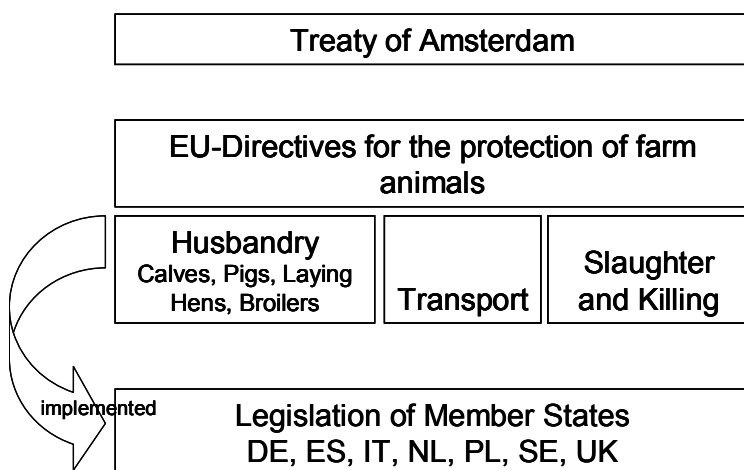 Treaty of Amsterdam
EU-Directives for the protection of farm
animals
Husbandry
Calves, Pigs, Laying
Hens, Broilers
Transport
Slaughter
and Killing
implemented
Legislation of Member States
DE, ES, IT, NL, PL, SE, UK